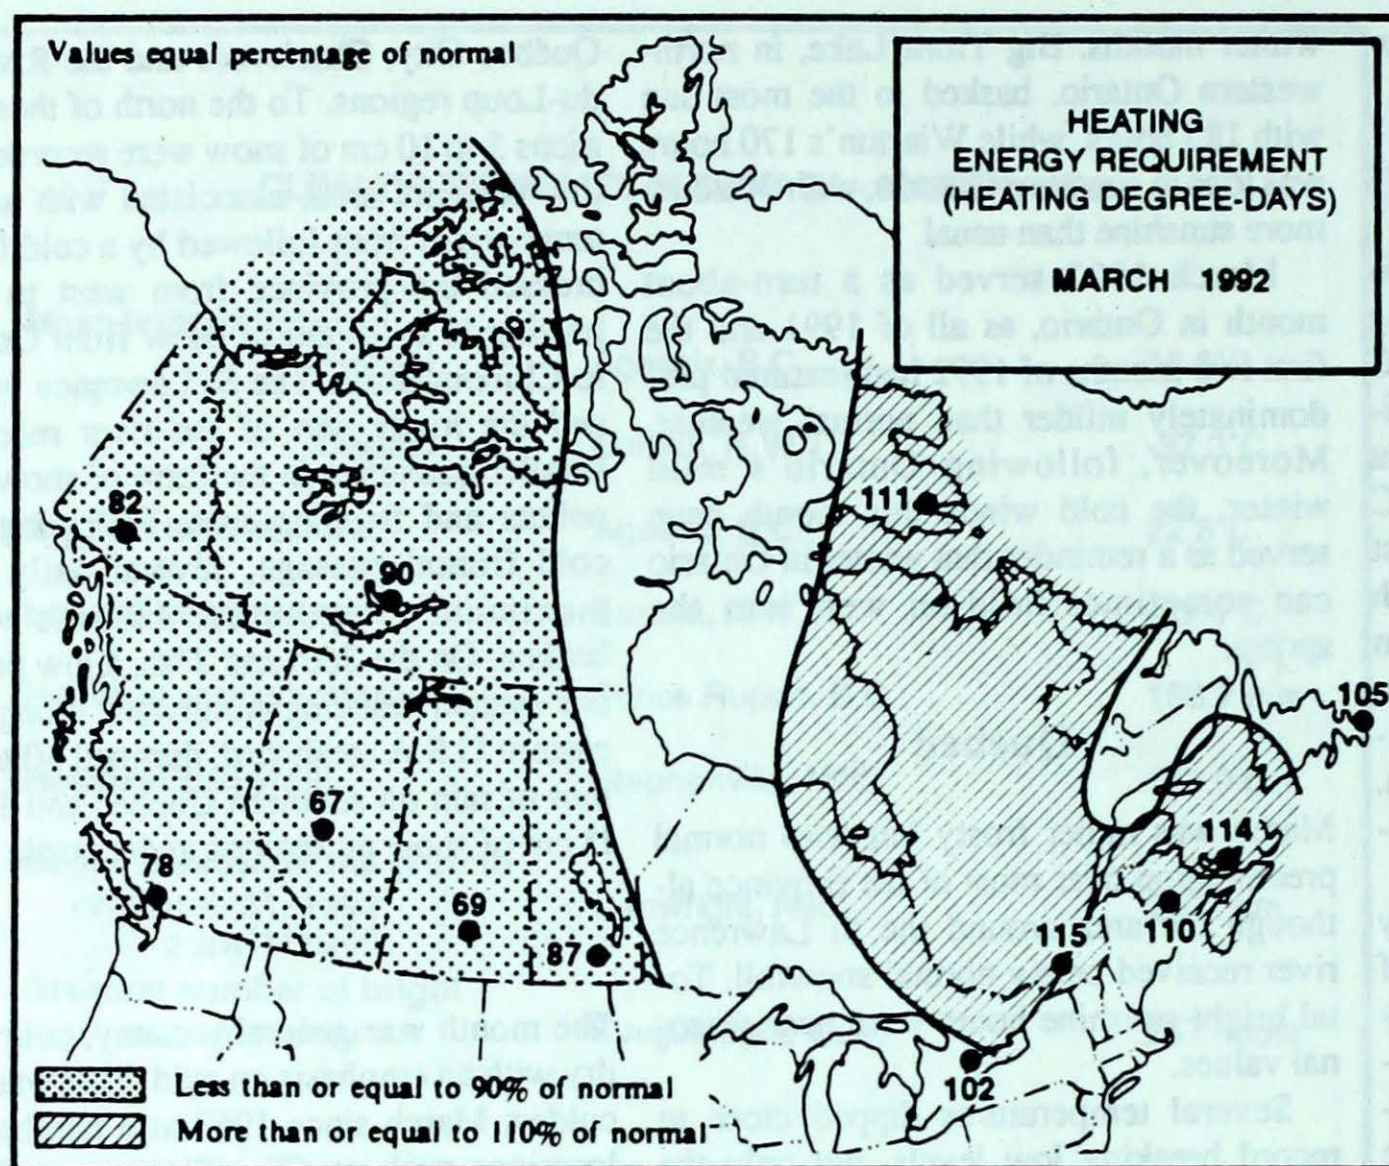 Values equal percentage of normal
HEATING
ENERGY REQUIREMENT
(HEATING DEGREE-DAYS)
MARCH 1992
82
90
111
105
67
78
69
87
114
110
115
102
Less than or equal to 90% of normal
More than or equal to 110% of normal